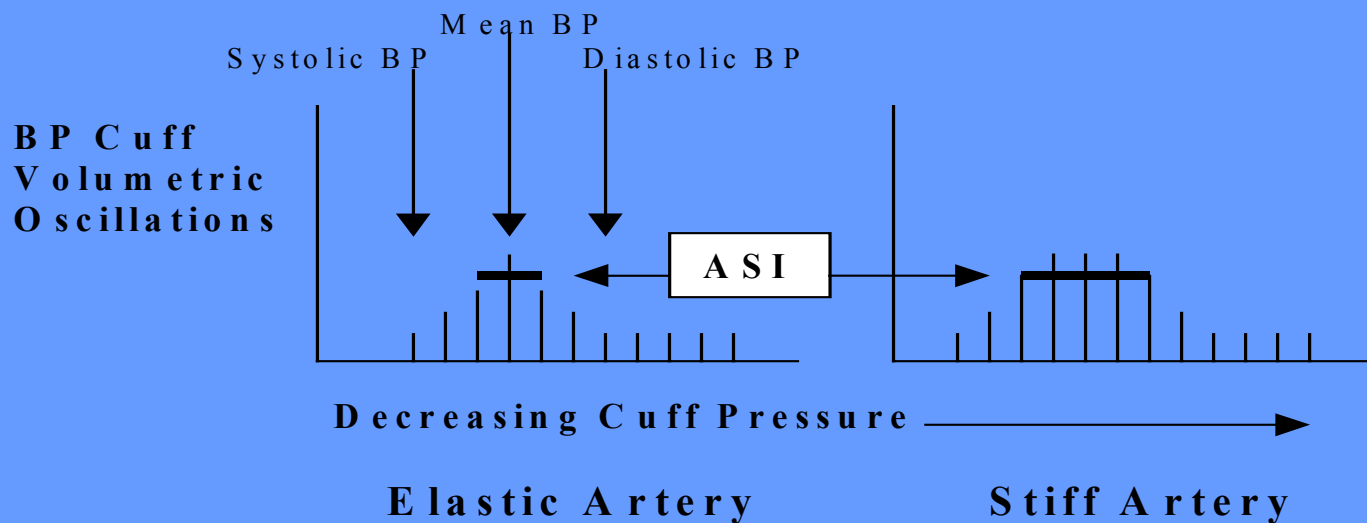 Mean BP
Systolic BP
Diastolic BP
BP Cuff
Volumetric
Oscillations
ASI
Decreasing Cuff Pressure
Elastic Artery
Stiff Artery